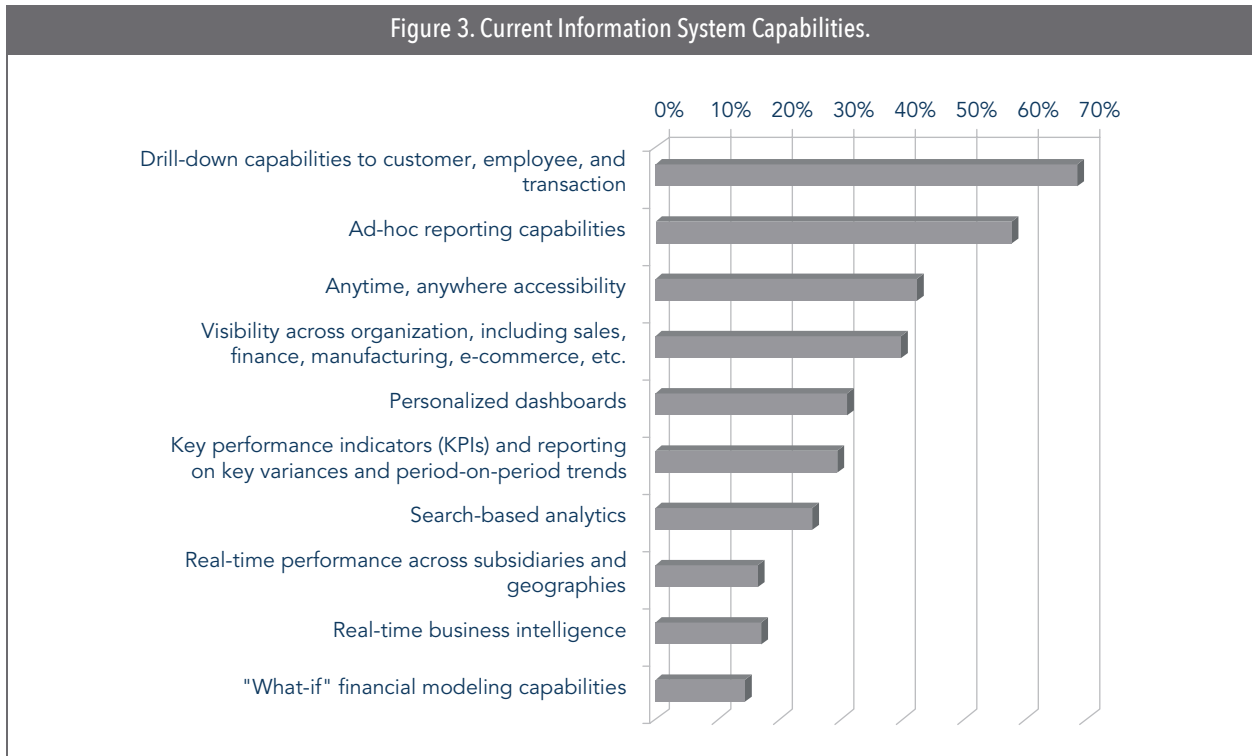 Figure 3. Current Information System Capabilities.
0% 10% 20% 30% 40% 50% 60% 70%
Drill-down capabilities to customer, employee, and
transaction
Ad-hoc reporting capabilities
Anytime, anywhere accessibility
Visibility across organization, including sales,
finance, manufacturing, e-commerce, etc.
Personalized dashboards
Key performance indicators (KPIs) and reporting
on key variances and period-on-period trends
Search-based analytics
Real-time performance across subsidiaries and
geographies
Real-time business intelligence
"What-if" financial modeling capabilities